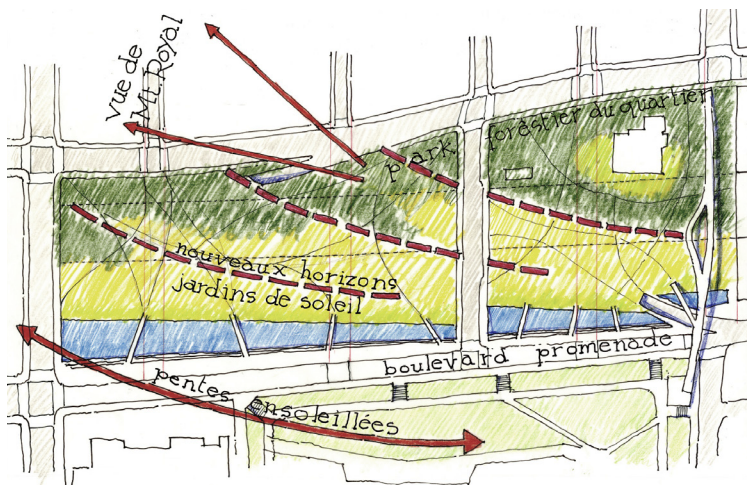 vue de
Mt. Royal
park forestier du quartier
nouveaux horizons
jardins de soleil
boulevard promenade
pentes ensoleillées